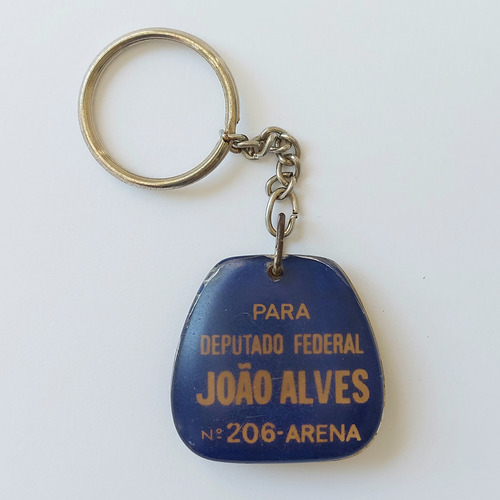 PARA
DEPUTADO FEDERAL
JOÃO ALVES
Nº 206-ARENA